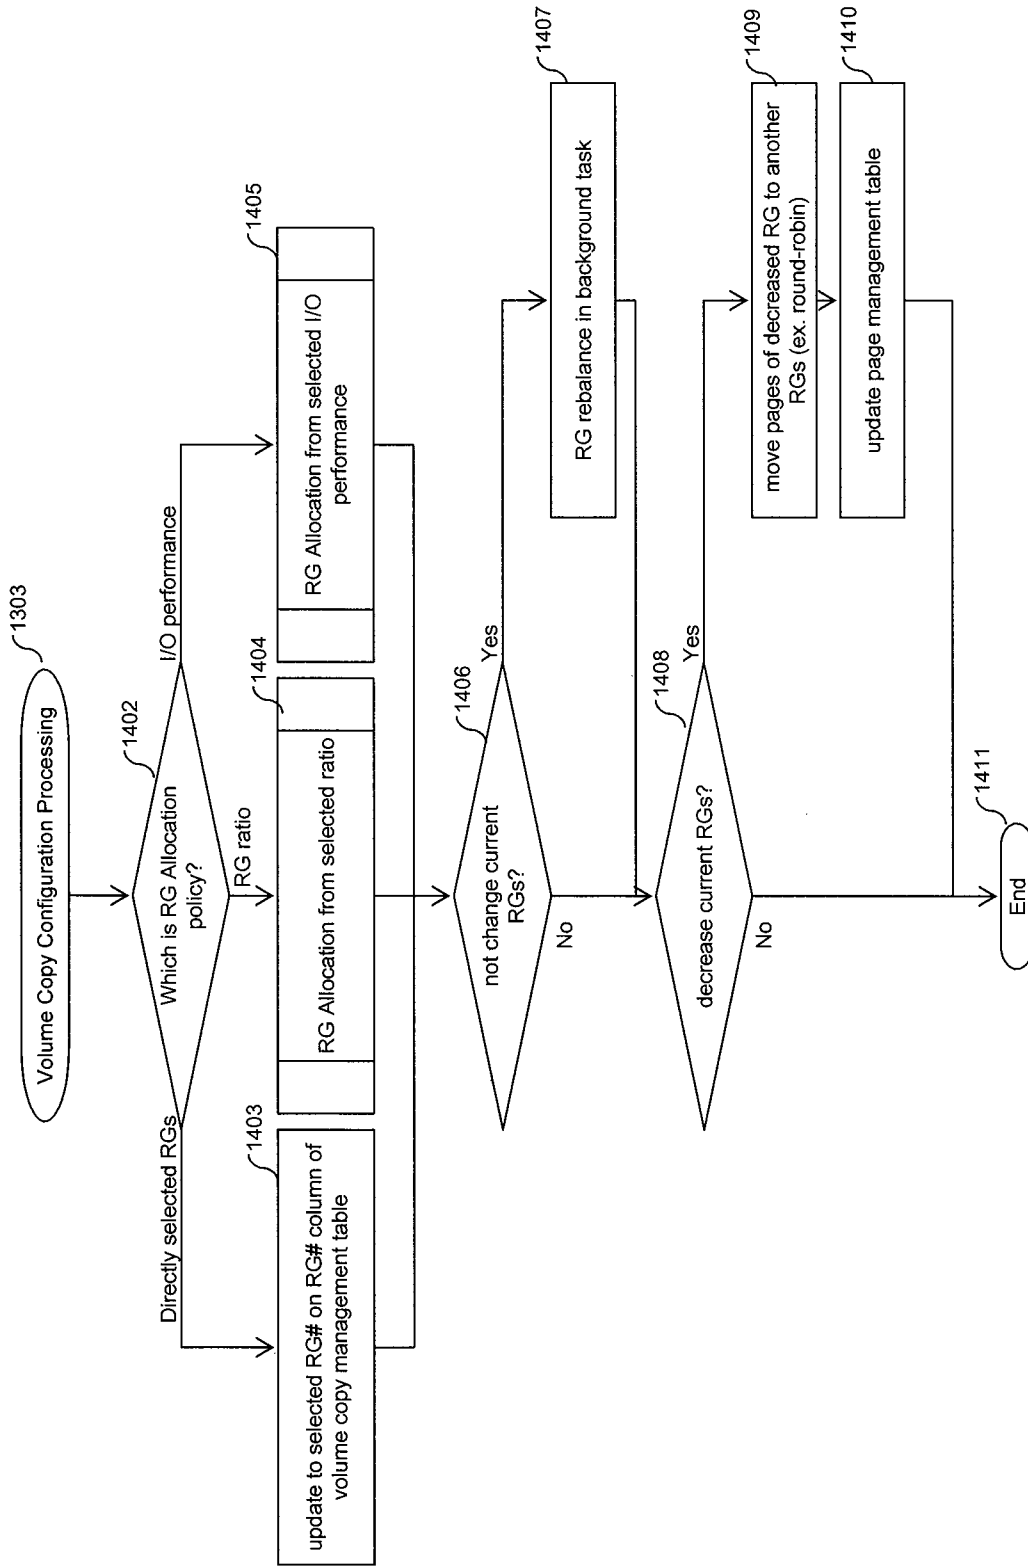 Volume Copy Configuration Processing
1303
Which is RG Allocation
policy?
1402
Directly selected RGs
RG ratio
I/O performance
update to selected RG# on RG# column of
volume copy management table
1403
RG Allocation from selected ratio
1404
RG Allocation from selected I/O
performance
1405
not change current
RGs?
1406
Yes
No
RG rebalance in background task
1407
decrease current RGs?
1408
Yes
No
move pages of decreased RG to another
RGs (ex. round-robin)
1409
update page management table
1410
End
1411